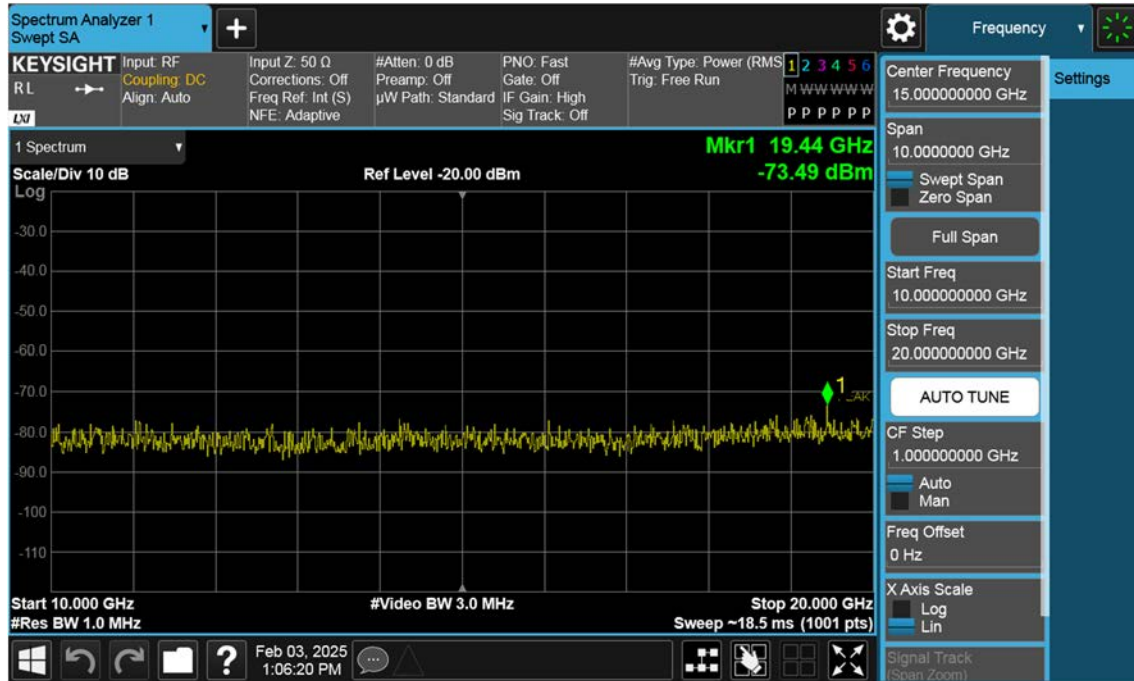 Spectrum Analyzer 1
Swept SA
+
Frequency
KEYSIGHT
RL
LXI
Input: RF
Coupling: DC
Align: Auto
Input Z: 50 Ω
Corrections: Off
Freq Ref: Int (S)
NFE: Adaptive
#Atten: 0 dB
Preamp: Off
µW Path: Standard
PNO: Fast
Gate: Off
IF Gain: High
Sig Track: Off
#Avg Type: Power (RMS
Trig: Free Run
1 2 3 4 5 6
M W W W W W
P P P P P P
1 Spectrum
Mkr1 19.44 GHz
Scale/Div 10 dB
Ref Level -20.00 dBm
-73.49 dBm
Log
-30.0
-40.0
-50.0
-60.0
-70.0
1
-80.0
-90.0
-100
-110
Start 10.000 GHz
#Video BW 3.0 MHz
Stop 20.000 GHz
#Res BW 1.0 MHz
Sweep ~18.5 ms (1001 pts)
Center Frequency
15.000000000 GHz
Span
10.0000000 GHz
Swept Span
Zero Span
Full Span
Start Freq
10.000000000 GHz
Stop Freq
20.000000000 GHz
AUTO TUNE
CF Step
1.000000000 GHz
Auto
Man
Freq Offset
0 Hz
X Axis Scale
Log
Lin
Signal Track
(Span Zoom)
Settings
?
Feb 03, 2025
1:06:20 PM